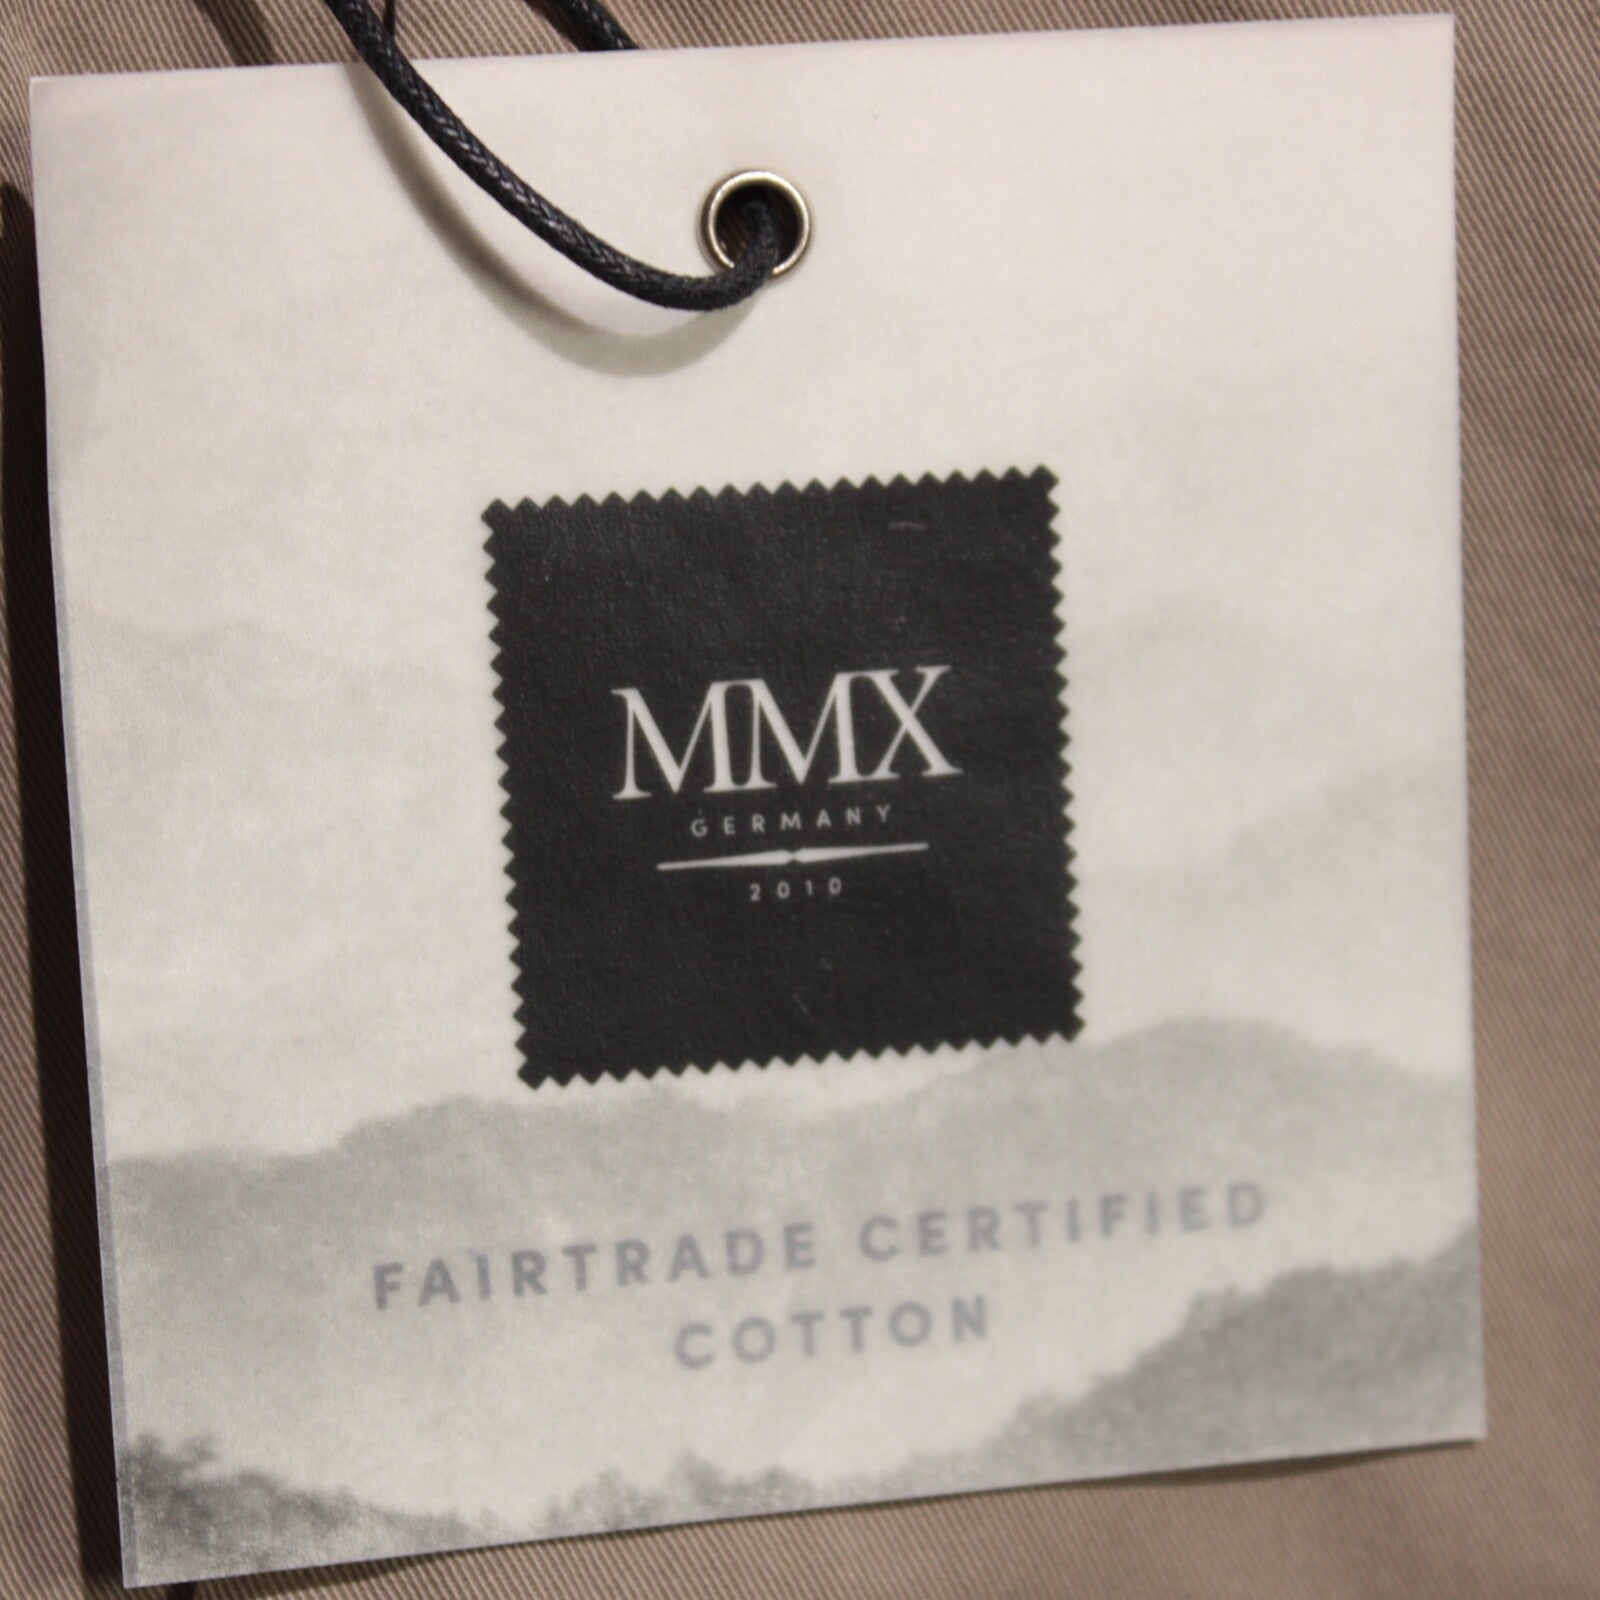 MMX
GERMANY
2010
FAIRTRADE CERTIFIED
COTTON